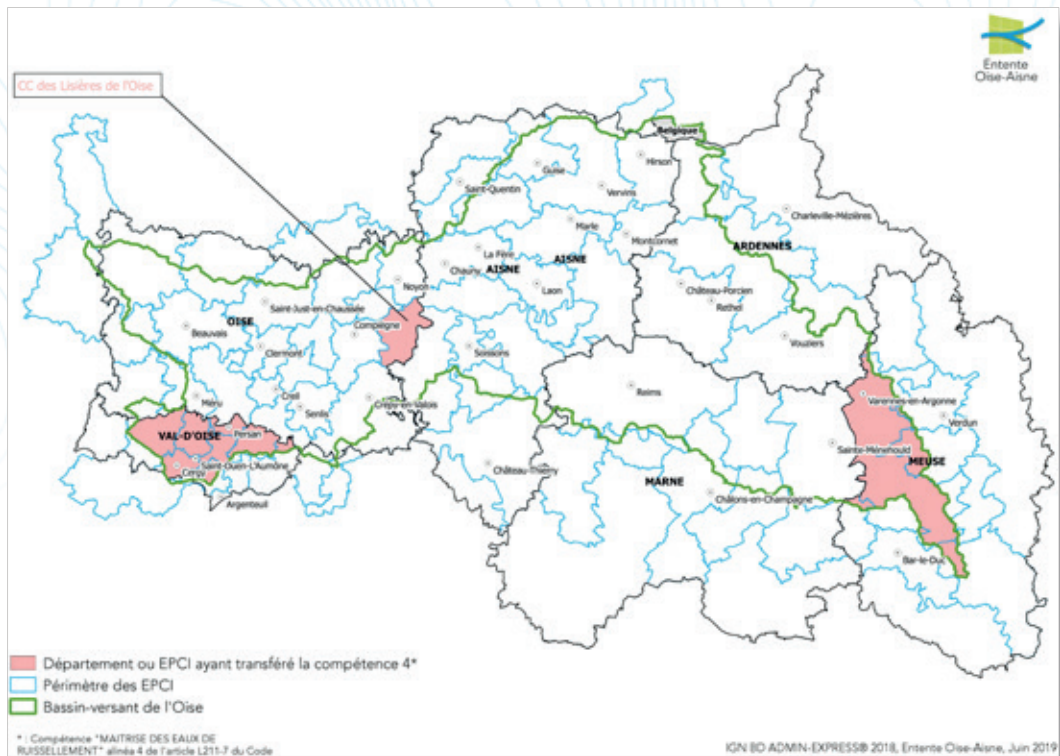 Entente
Oise-Aisne
CC des Lisières de l'Oise
Belgique
Hirson
Guise
Saint-Quentin
Vervins
Charleville-Mézières
Marle
Montcornet
ARDENNES
La Fère
Chauny
AISNE
AISNE
Noyon
Laon
Château-Porcien
Rethel
Saint-Just-en-Chaussée
OISE
Compiègne
Beauvais
Clermont
Soissons
Vouziers
Reims
Creil
Méru
Senlis
Crépy-en-Valois
Varennes-en-Argonne
Verdun
VAL-D'OISE
Persan
Sainte-Ménehould
MEUSE
Saint-Ouen-L'Aumône
Cergy
Château-Thierry
MARNE
Châlons-en-Champagne
Argenteuil
Bar-le-Duc
Département ou EPCI ayant transféré la compétence 4*
Périmètre des EPCI
Bassin-versant de l'Oise
* : Compétence "MAITRISE DES EAUX DE
RUISSELLEMENT" alinéa 4 de l'article L211-7 du Code
IGN BD ADMIN-EXPRESS® 2018, Entente Oise-Aisne, Juin 2019